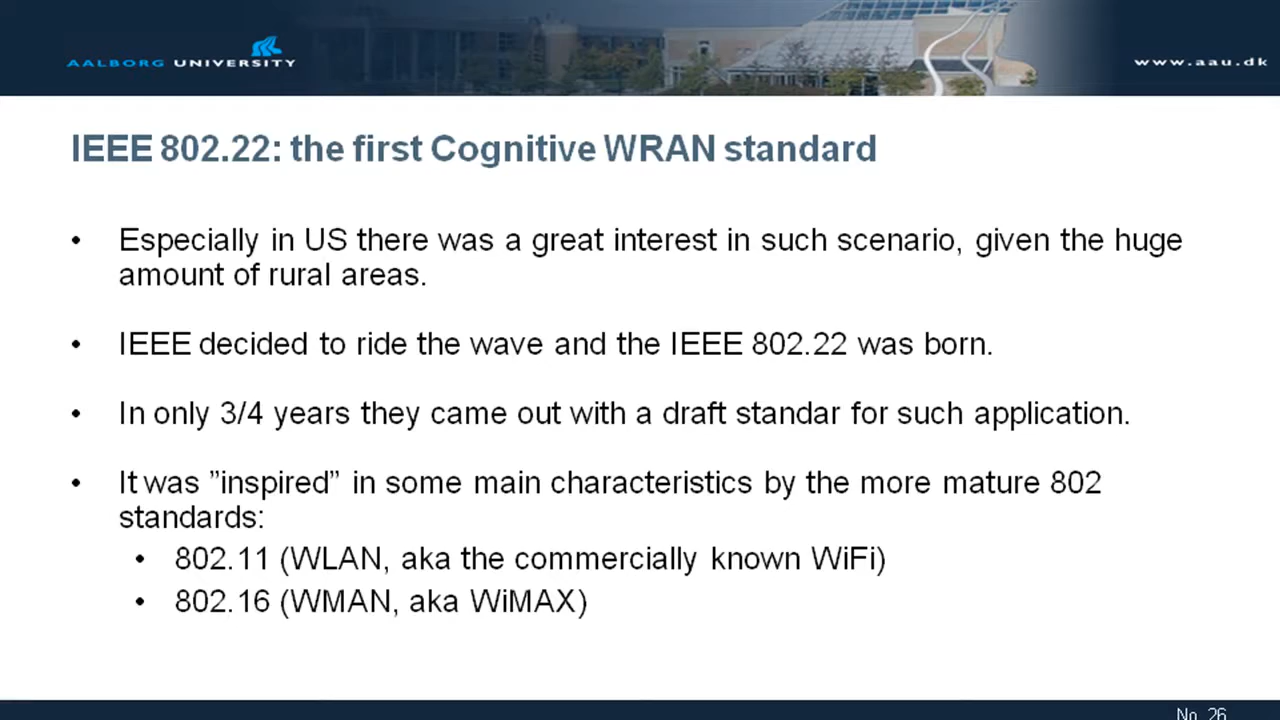 AALBORG UNIVERSITY
www.aau.dk
IEEE 802.22: the first Cognitive WRAN standard
• Especially in US there was a great interest in such scenario, given the huge
amount of rural areas.
• IEEE decided to ride the wave and the IEEE 802.22 was born.
• In only 3/4 years they came out with a draft standar for such application.
• It was ”inspired” in some main characteristics by the more mature 802
standards:
• 802.11 (WLAN, aka the commercially known WiFi)
• 802.16 (WMAN, aka WiMAX)
No. 26